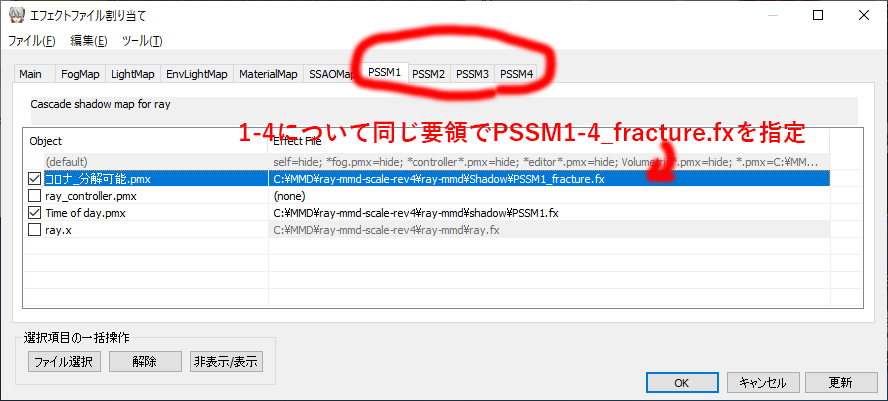 エフェクトファイル割り当て
ファイル(F) 編集(E) ツール(T)
Main FogMap LightMap EnvLightMap MaterialMap SSAOMap PSSM1 PSSM2 PSSM3 PSSM4
Cascade shadow map for ray
1-4について同じ要領でPSSM1-4_fracture.fxを指定
Object Effect File
(default) self=hide; *fog.pmx=hide; *controller*.pmx=hide; *editor*.pmx=hide; Volumetric*.pmx=hide; *.pmx=C:¥MM...
コロナ_分解可能.pmx C:¥MMD¥ray-mmd-scale-rev4¥ray-mmd¥Shadow¥PSSM1_fracture.fx
ray_controller.pmx (none)
Time of day.pmx C:¥MMD¥ray-mmd-scale-rev4¥ray-mmd¥shadow¥PSSM1.fx
ray.x C:¥MMD¥ray-mmd-scale-rev4¥ray-mmd¥ray.fx
選択項目の一括操作
ファイル選択 解除 非表示/表示
OK キャンセル 更新